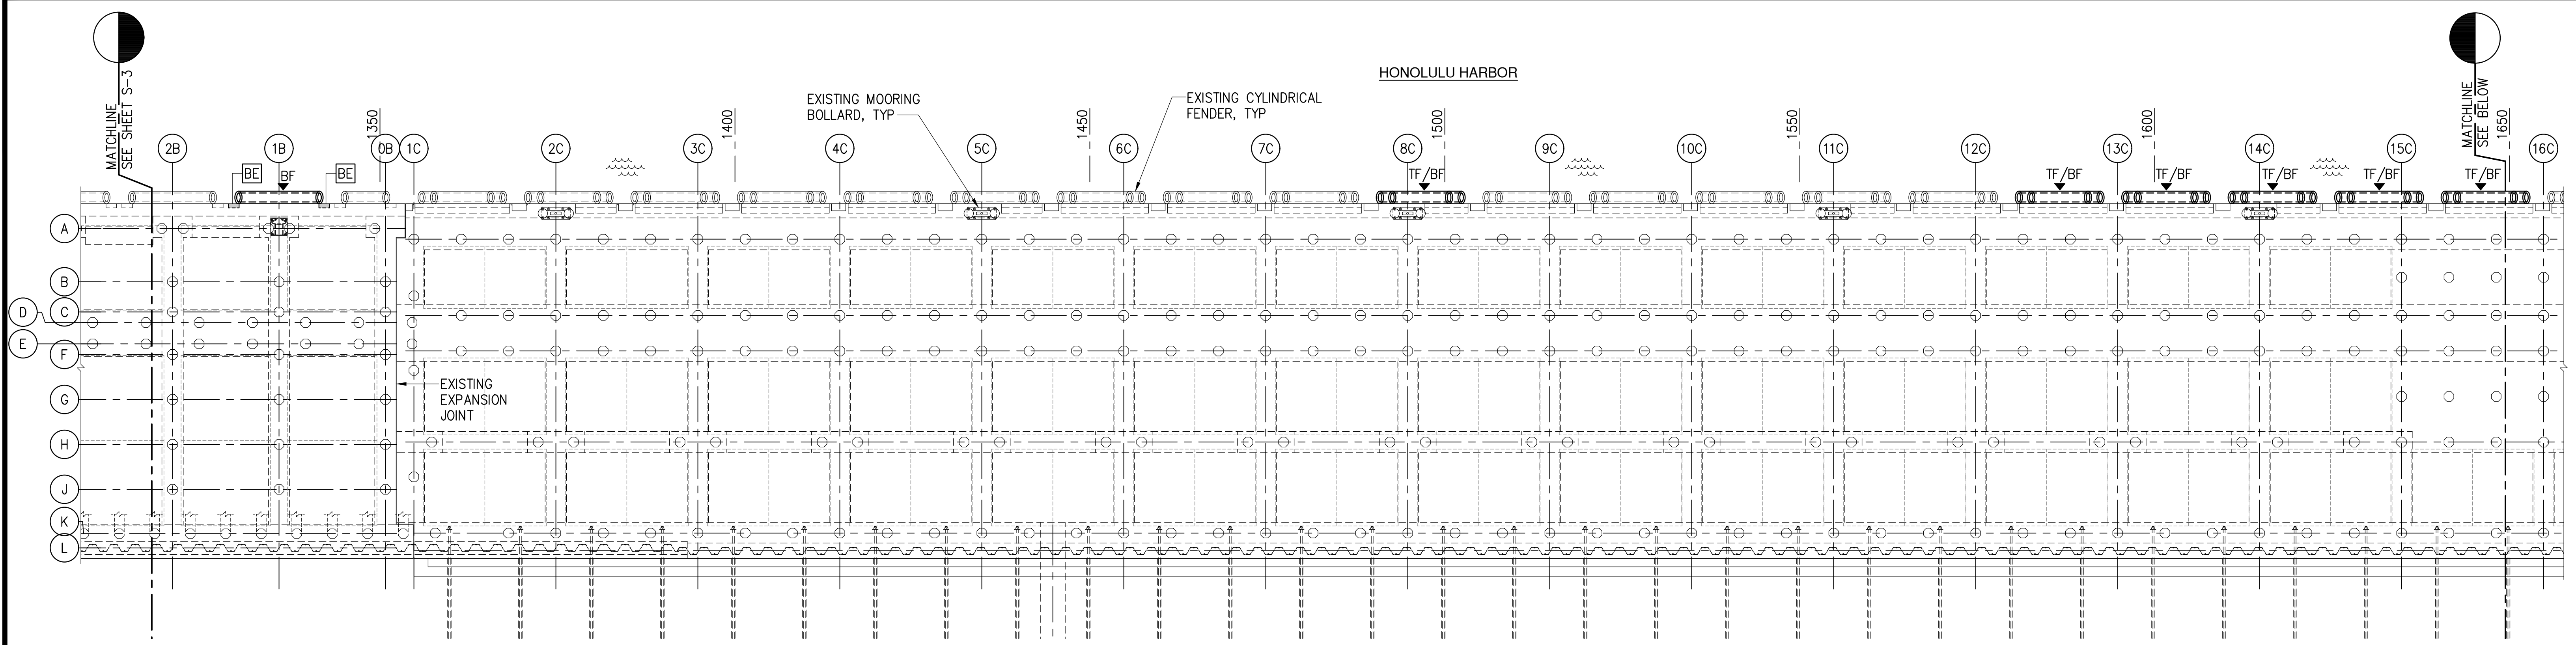 HONOLULU HARBOR
MATCHLINE
SEE SHEET S-3
EXISTING MOORING
BOLLARD, TYP
EXISTING CYLINDRICAL
FENDER, TYP
MATCHLINE
SEE BELOW
1350
1400
1450
1500
1550
1600
1650
2B
1B
0B
1C
2C
3C
4C
5C
6C
7C
8C
9C
10C
11C
12C
13C
14C
15C
16C
BE
BF
BE
TF/BF
TF/BF
TF/BF
TF/BF
TF/BF
TF/BF
A
B
C
D
E
F
G
H
J
K
L
EXISTING
EXPANSION
JOINT